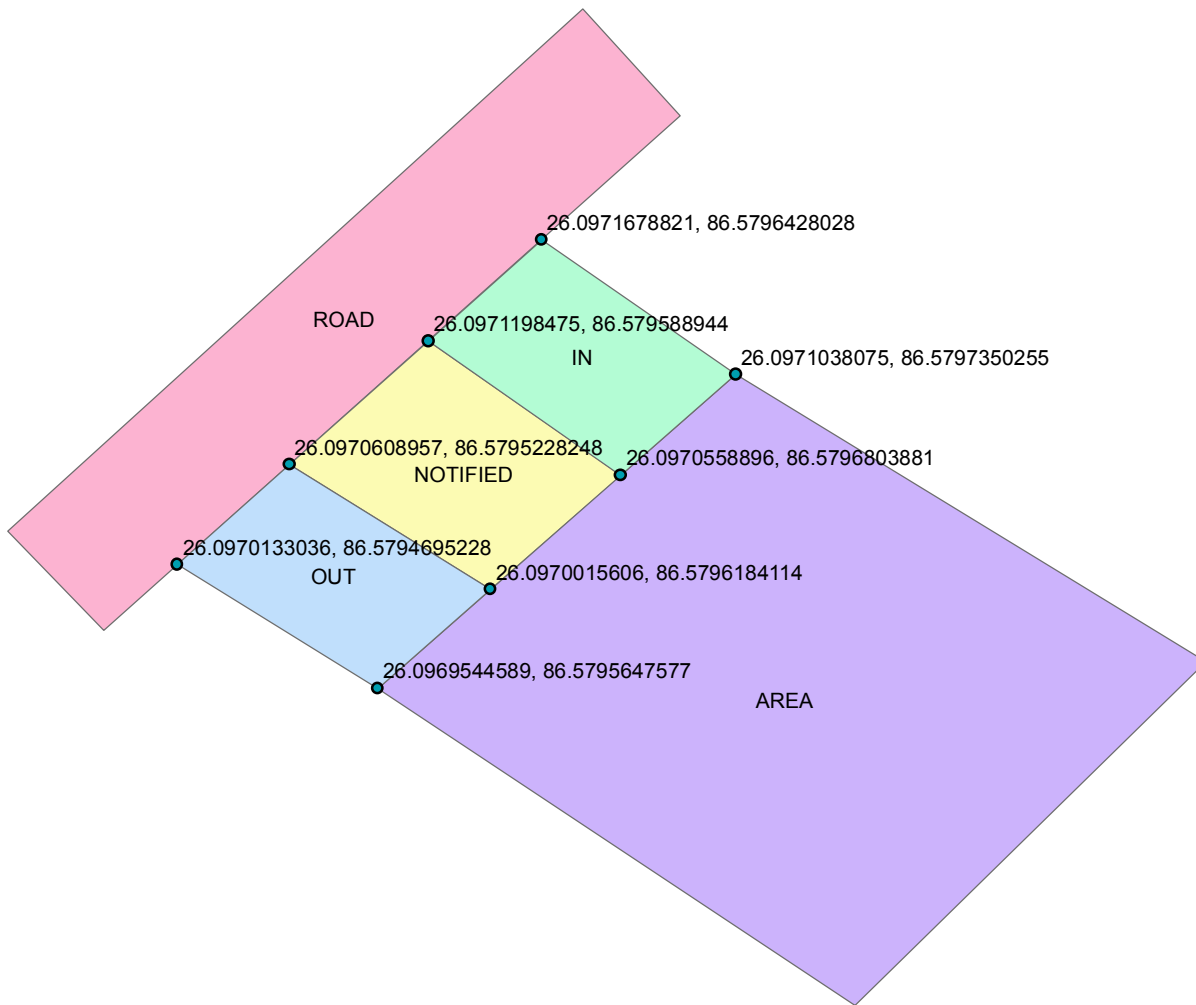 26.0971678821, 86.5796428028
ROAD
26.0971198475, 86.579588944
IN
26.0971038075, 86.5797350255
26.0970608957, 86.5795228248
26.0970558896, 86.5796803881
NOTIFIED
26.0970133036, 86.5794695228
OUT
26.0970015606, 86.5796184114
26.0969544589, 86.5795647577
AREA